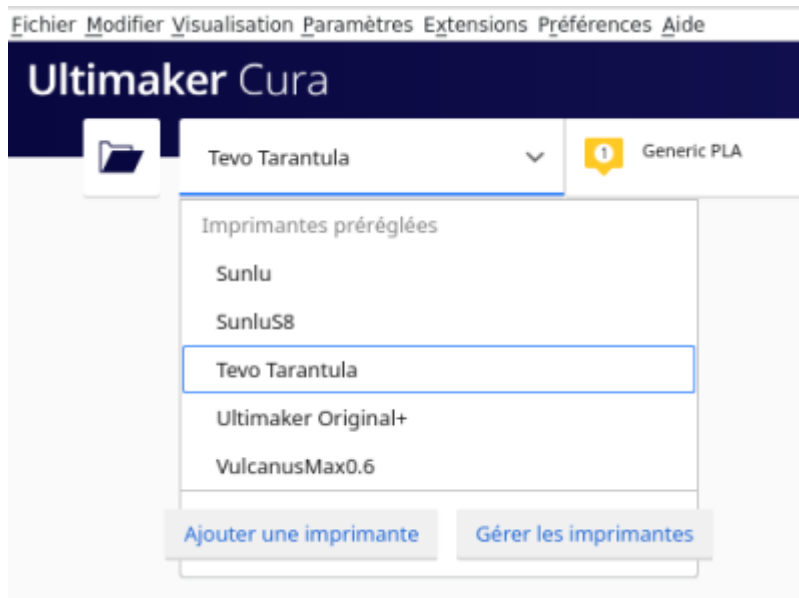 Fichier Modifier Visualisation Paramètres Extensions Préférences Aide
Ultimaker Cura
Tevo Tarantula
1 Generic PLA
Imprimantes préréglées
Sunlu
SunluS8
Tevo Tarantula
Ultimaker Original+
VulcanusMax0.6
Ajouter une imprimante Gérer les imprimantes